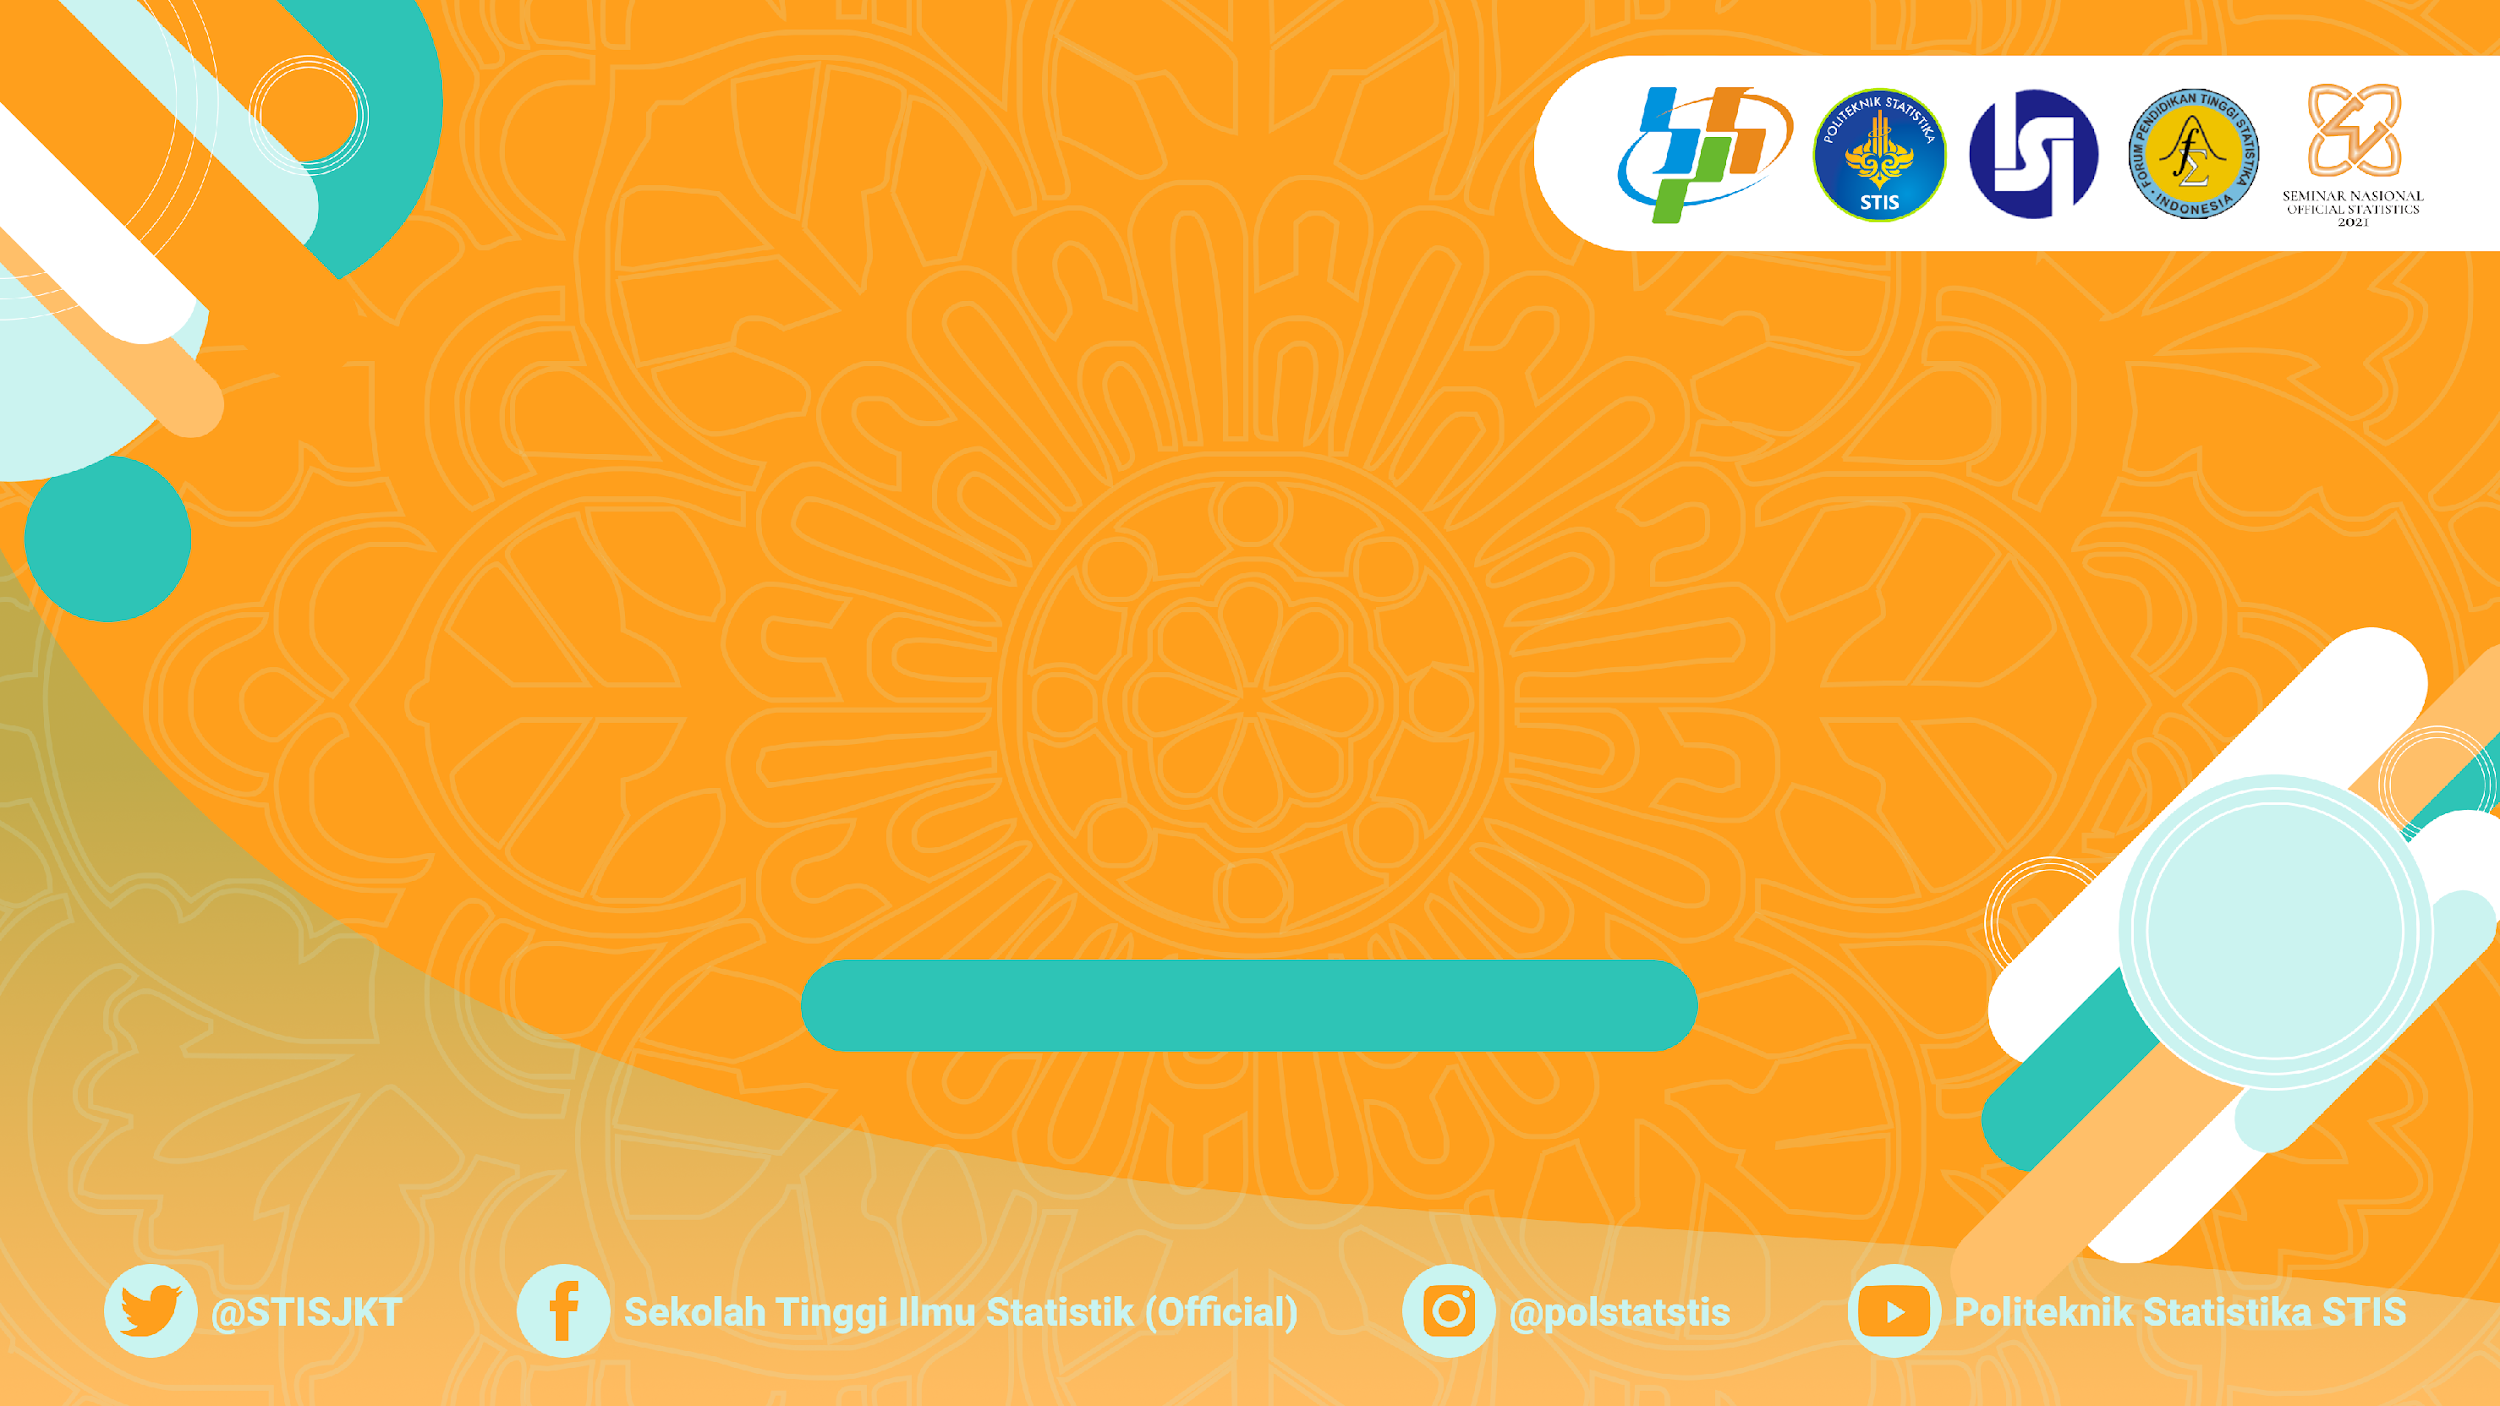 POLITEKNIK STATISTIKA
STIS
FORUM PENDIDIKAN TINGGI STATISTIKA
INDONESIA
SEMINAR NASIONAL
OFFICIAL STATISTICS
2021
@STISJKT
Sekolah Tinggi Ilmu Statistik (Official)
@polstatstis
Politeknik Statistika STIS